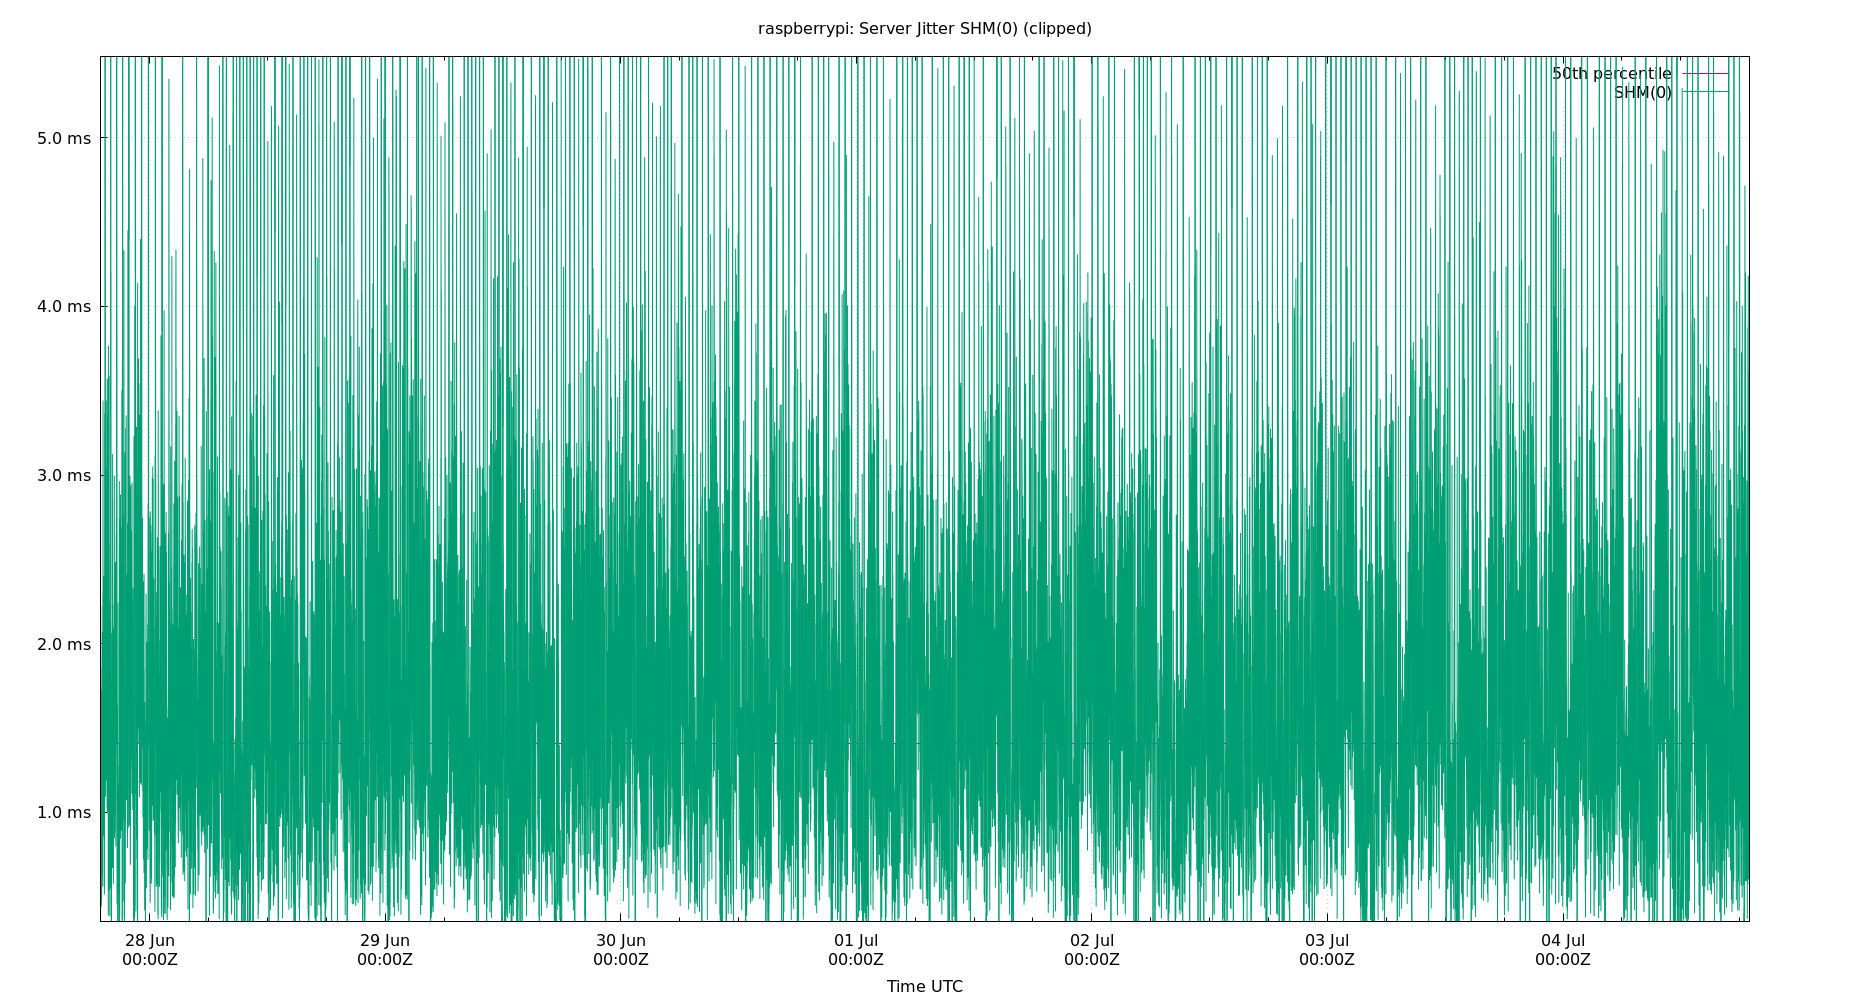 raspberrypi: Server Jitter SHM(0) (clipped)
50th percentile
SHM(0)
5.0 ms
4.0 ms
3.0 ms
2.0 ms
1.0 ms
28 Jun 29 Jun 30 Jun 01 Jul 02 Jul 03 Jul 04 Jul
00:00Z 00:00Z 00:00Z 00:00Z 00:00Z 00:00Z 00:00Z
Time UTC